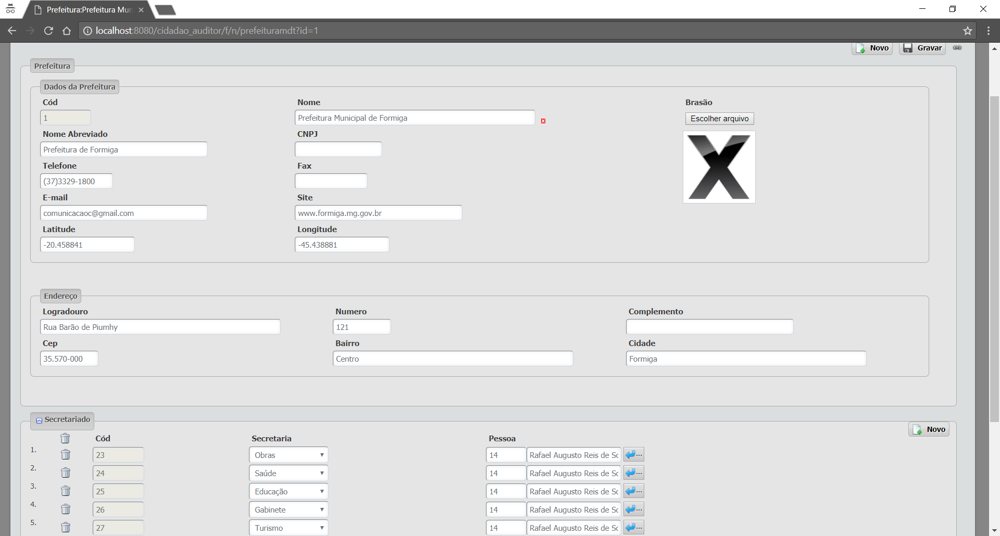 Prefeitura:Prefeitura Mun
localhost:8080/cidadao_auditor/f/n/prefeituramdt?id=1
Novo Gravar
Prefeitura
Dados da Prefeitura
Cód Nome Brasão
1 Prefeitura Municipal de Formiga Escolher arquivo
Nome Abreviado CNPJ
Prefeitura de Formiga
Telefone Fax
(37)3329-1800
E-mail Site
comunicacaoc@gmail.com www.formiga.mg.gov.br
Latitude Longitude
-20.458841 -45.438881
X
Endereço
Logradouro Numero Complemento
Rua Barão de Piumhy 121
Cep Bairro Cidade
35.570-000 Centro Formiga
Secretariado
Novo
Cód Secretaria Pessoa
1. 23 Obras 14 Rafael Augusto Reis de Sc ...
2. 24 Saúde 14 Rafael Augusto Reis de Sc ...
3. 25 Educação 14 Rafael Augusto Reis de Sc ...
4. 26 Gabinete 14 Rafael Augusto Reis de Sc ...
5. 27 Turismo 14 Rafael Augusto Reis de Sc ...